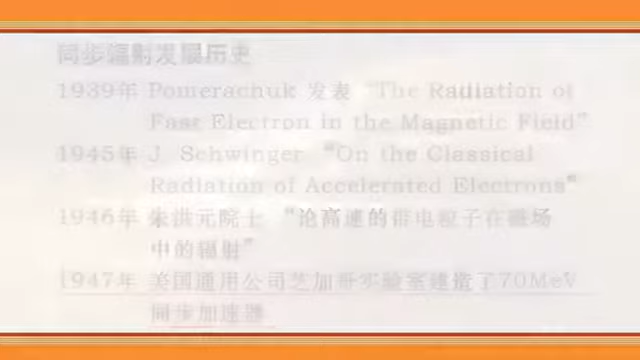 同步辐射发展历史
1939年 Pomerachuk 发表 "The Radiation of
Fast Electron in the Magnetic Field"
1945年 J. Schwinger "On the Classical
Radiation of Accelerated Electrons"
1946年 朱洪元院士 "论高速的带电粒子在磁场
中的辐射"
1947年 美国通用公司芝加哥实验室建造了70MeV
同步加速器